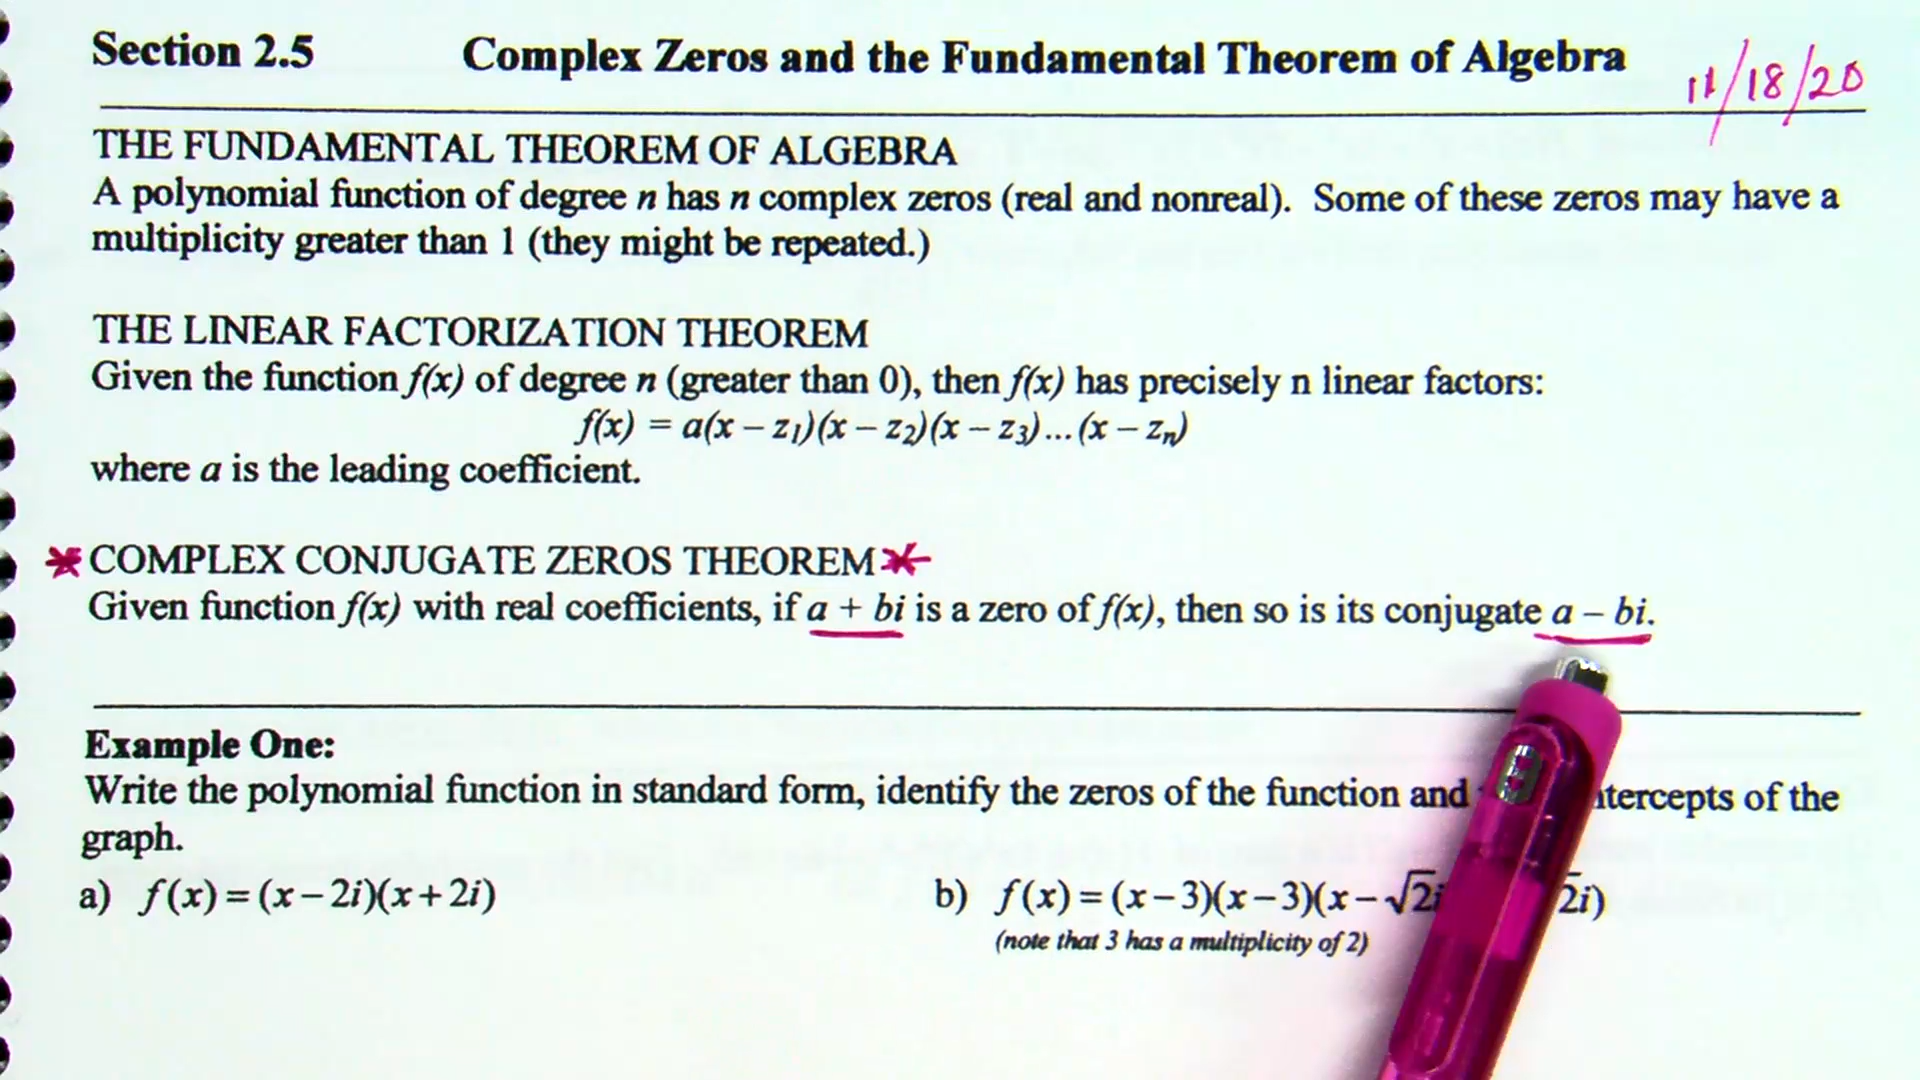 Section 2.5 Complex Zeros and the Fundamental Theorem of Algebra 11/18/20
THE FUNDAMENTAL THEOREM OF ALGEBRA
A polynomial function of degree n has n complex zeros (real and nonreal). Some of these zeros may have a
multiplicity greater than 1 (they might be repeated.)
THE LINEAR FACTORIZATION THEOREM
Given the function f(x) of degree n (greater than 0), then f(x) has precisely n linear factors:
f(x) = a(x – z₁)(x – z₂)(x – z₃)…(x – zₙ)
where a is the leading coefficient.
* COMPLEX CONJUGATE ZEROS THEOREM *
Given function f(x) with real coefficients, if a + bi is a zero of f(x), then so is its conjugate a – bi.
Example One:
Write the polynomial function in standard form, identify the zeros of the function and tercepts of the
graph.
a) f(x) = (x – 2i)(x + 2i)
b) f(x) = (x – 3)(x – 3)(x – √2i 2i)
(note that 3 has a multiplicity of 2)